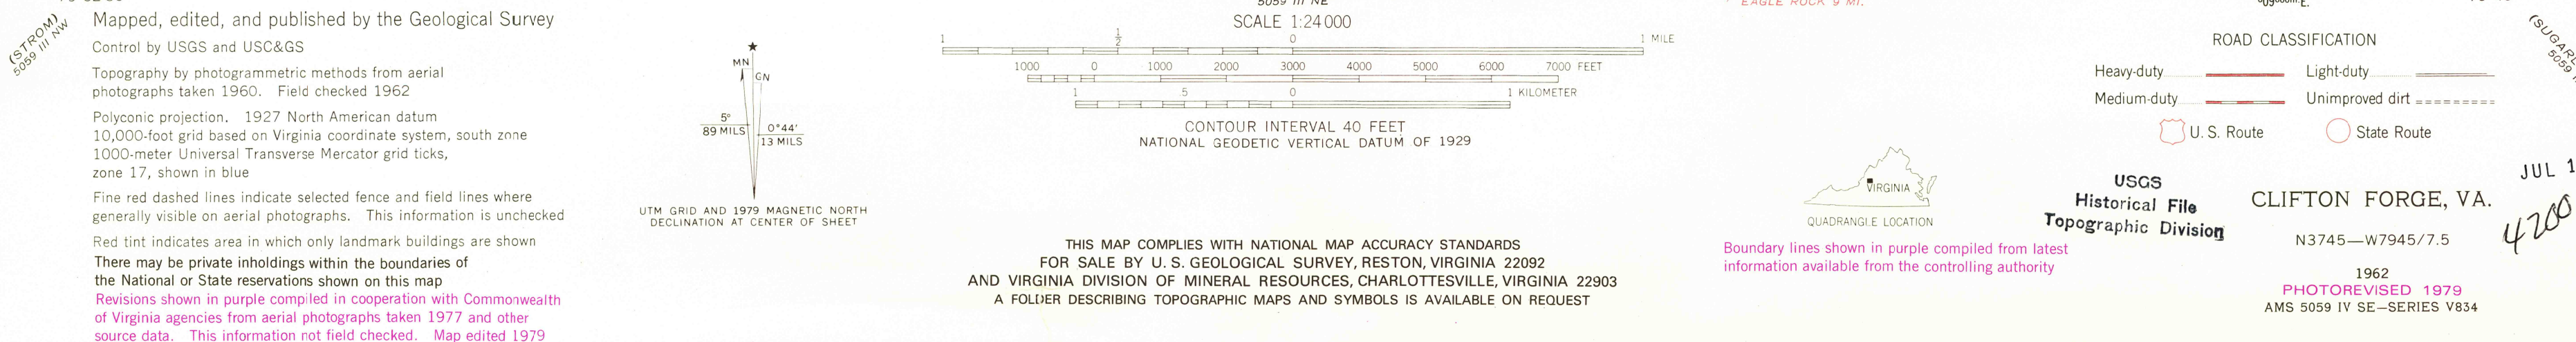 (STROM)
5059 III NW
Mapped, edited, and published by the Geological Survey
Control by USGS and USC&GS
Topography by photogrammetric methods from aerial
photographs taken 1960. Field checked 1962
Polyconic projection. 1927 North American datum
10,000-foot grid based on Virginia coordinate system, south zone
1000-meter Universal Transverse Mercator grid ticks,
zone 17, shown in blue
Fine red dashed lines indicate selected fence and field lines where
generally visible on aerial photographs. This information is unchecked
Red tint indicates area in which only landmark buildings are shown
There may be private inholdings within the boundaries of
the National or State reservations shown on this map
Revisions shown in purple compiled in cooperation with Commonwealth
of Virginia agencies from aerial photographs taken 1977 and other
source data. This information not field checked. Map edited 1979
MN
GN
5°
89 MILS
0°44′
13 MILS
UTM GRID AND 1979 MAGNETIC NORTH
DECLINATION AT CENTER OF SHEET
5059 III NE
SCALE 1:24 000
1 ½ 0 1 MILE
1000 0 1000 2000 3000 4000 5000 6000 7000 FEET
1 .5 0 1 KILOMETER
CONTOUR INTERVAL 40 FEET
NATIONAL GEODETIC VERTICAL DATUM OF 1929
THIS MAP COMPLIES WITH NATIONAL MAP ACCURACY STANDARDS
FOR SALE BY U. S. GEOLOGICAL SURVEY, RESTON, VIRGINIA 22092
AND VIRGINIA DIVISION OF MINERAL RESOURCES, CHARLOTTESVILLE, VIRGINIA 22903
A FOLDER DESCRIBING TOPOGRAPHIC MAPS AND SYMBOLS IS AVAILABLE ON REQUEST
EAGLE ROCK 9 MI.
VIRGINIA
QUADRANGLE LOCATION
Boundary lines shown in purple compiled from latest
information available from the controlling authority
ROAD CLASSIFICATION
Heavy-duty Light-duty
Medium-duty Unimproved dirt
U. S. Route State Route
USGS
Historical File
Topographic Division
CLIFTON FORGE, VA.
N3745—W7945/7.5
1962
PHOTOREVISED 1979
AMS 5059 IV SE—SERIES V834
JUL 1
4200
(SUGARL
5059